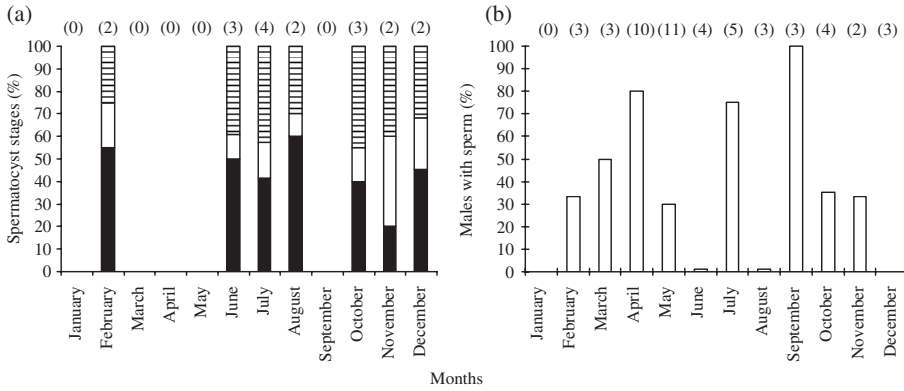 (a)
(0) (2) (0) (0) (0) (3) (4) (2) (0) (3) (2) (2)
100
90
80
70
60
50
40
30
20
10
0
Spermatocyst stages (%)
January
February
March
April
May
June
July
August
September
October
November
December
(b)
(0) (3) (3) (10) (11) (4) (5) (3) (3) (4) (2) (3)
100
90
80
70
60
50
40
30
20
10
0
Males with sperm (%)
January
February
March
April
May
June
July
August
September
October
November
December
Months